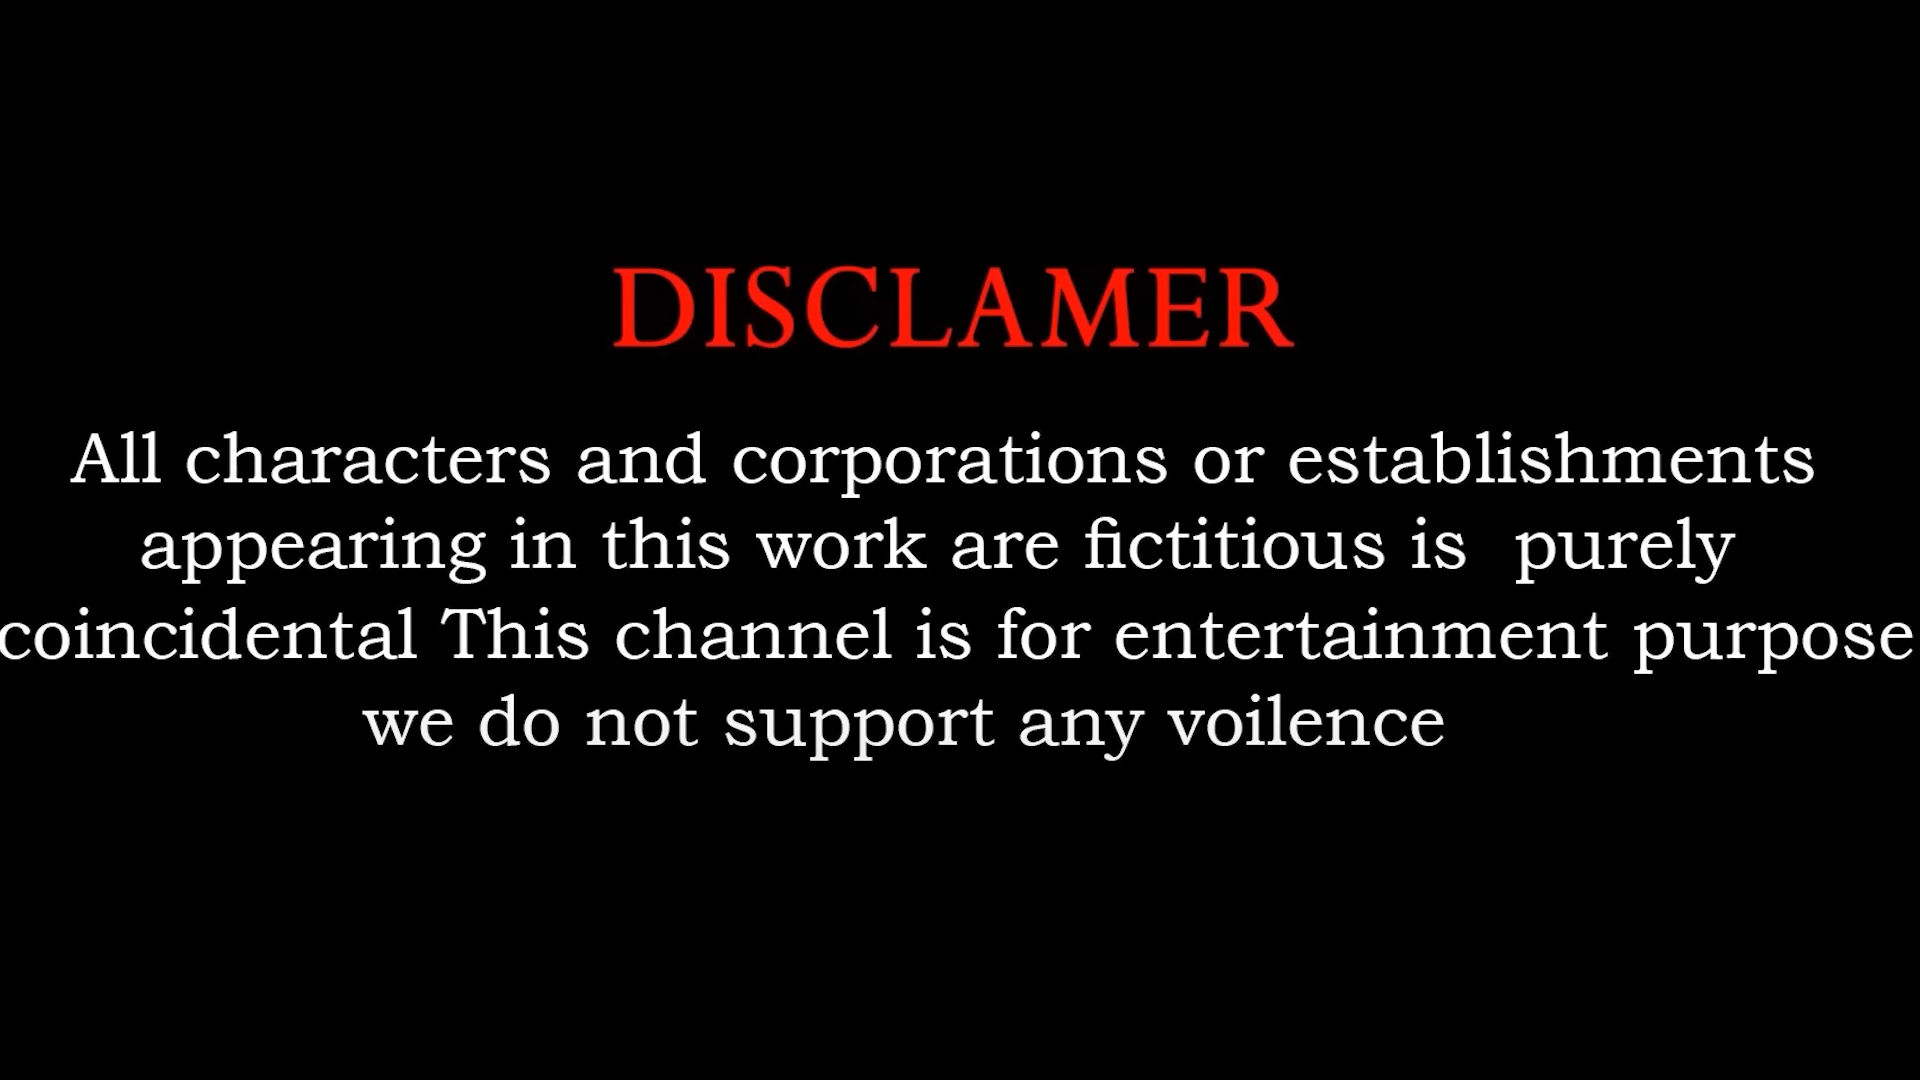 DISCLAMER
All characters and corporations or establishments
appearing in this work are fictitious is  purely
coincidental This channel is for entertainment purpose
we do not support any voilence